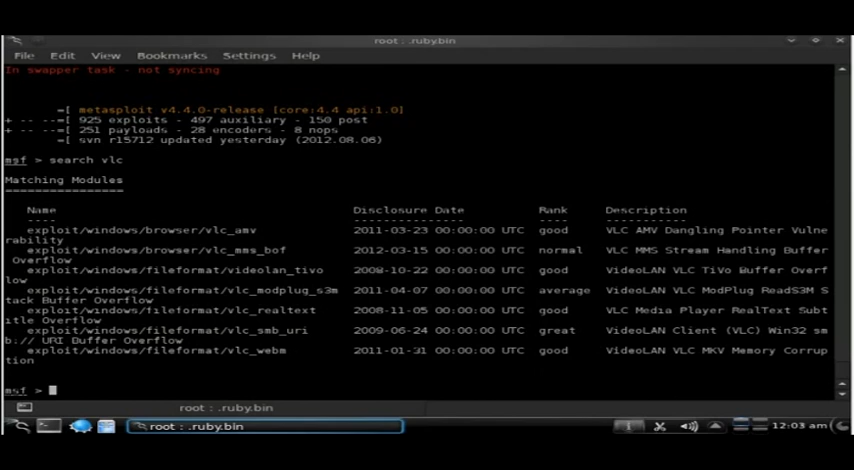 root : .ruby.bin
File Edit View Bookmarks Settings Help
In swapper task - not syncing
=[ metasploit v4.4.0-release [core:4.4 api:1.0]
+ -- --=[ 925 exploits - 497 auxiliary - 150 post
+ -- --=[ 251 payloads - 28 encoders - 8 nops
=[ svn r15712 updated yesterday (2012.08.06)
msf > search vlc
Matching Modules
================
Name Disclosure Date Rank Description
---- --------------- ---- -----------
exploit/windows/browser/vlc_amv 2011-03-23 00:00:00 UTC good VLC AMV Dangling Pointer Vulne
rability
exploit/windows/browser/vlc_mms_bof 2012-03-15 00:00:00 UTC normal VLC MMS Stream Handling Buffer
Overflow
exploit/windows/fileformat/videolan_tivo 2008-10-22 00:00:00 UTC good VideoLAN VLC TiVo Buffer Overf
low
exploit/windows/fileformat/vlc_modplug_s3m 2011-04-07 00:00:00 UTC average VideoLAN VLC ModPlug ReadS3M S
tack Buffer Overflow
exploit/windows/fileformat/vlc_realtext 2008-11-05 00:00:00 UTC good VLC Media Player RealText Subt
itle Overflow
exploit/windows/fileformat/vlc_smb_uri 2009-06-24 00:00:00 UTC great VideoLAN Client (VLC) Win32 sm
b:// URI Buffer Overflow
exploit/windows/fileformat/vlc_webm 2011-01-31 00:00:00 UTC good VideoLAN VLC MKV Memory Corrup
tion
msf >
root : .ruby.bin
root : .ruby.bin 12:03 am